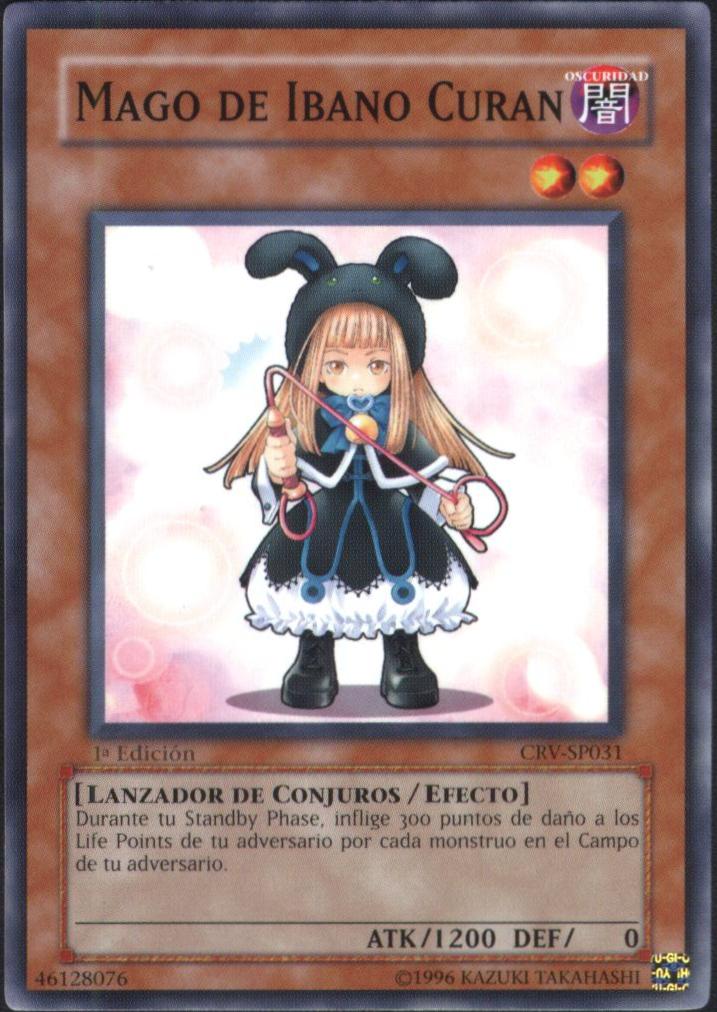 Mago de Ibano Curan
OSCURIDAD
闇
1ª Edición
CRV-SP031
[Lanzador de Conjuros / Efecto]
Durante tu Standby Phase, inflige 300 puntos de daño a los
Life Points de tu adversario por cada monstruo en el Campo
de tu adversario.
ATK/1200 DEF/ 0
46128076
©1996 KAZUKI TAKAHASHI